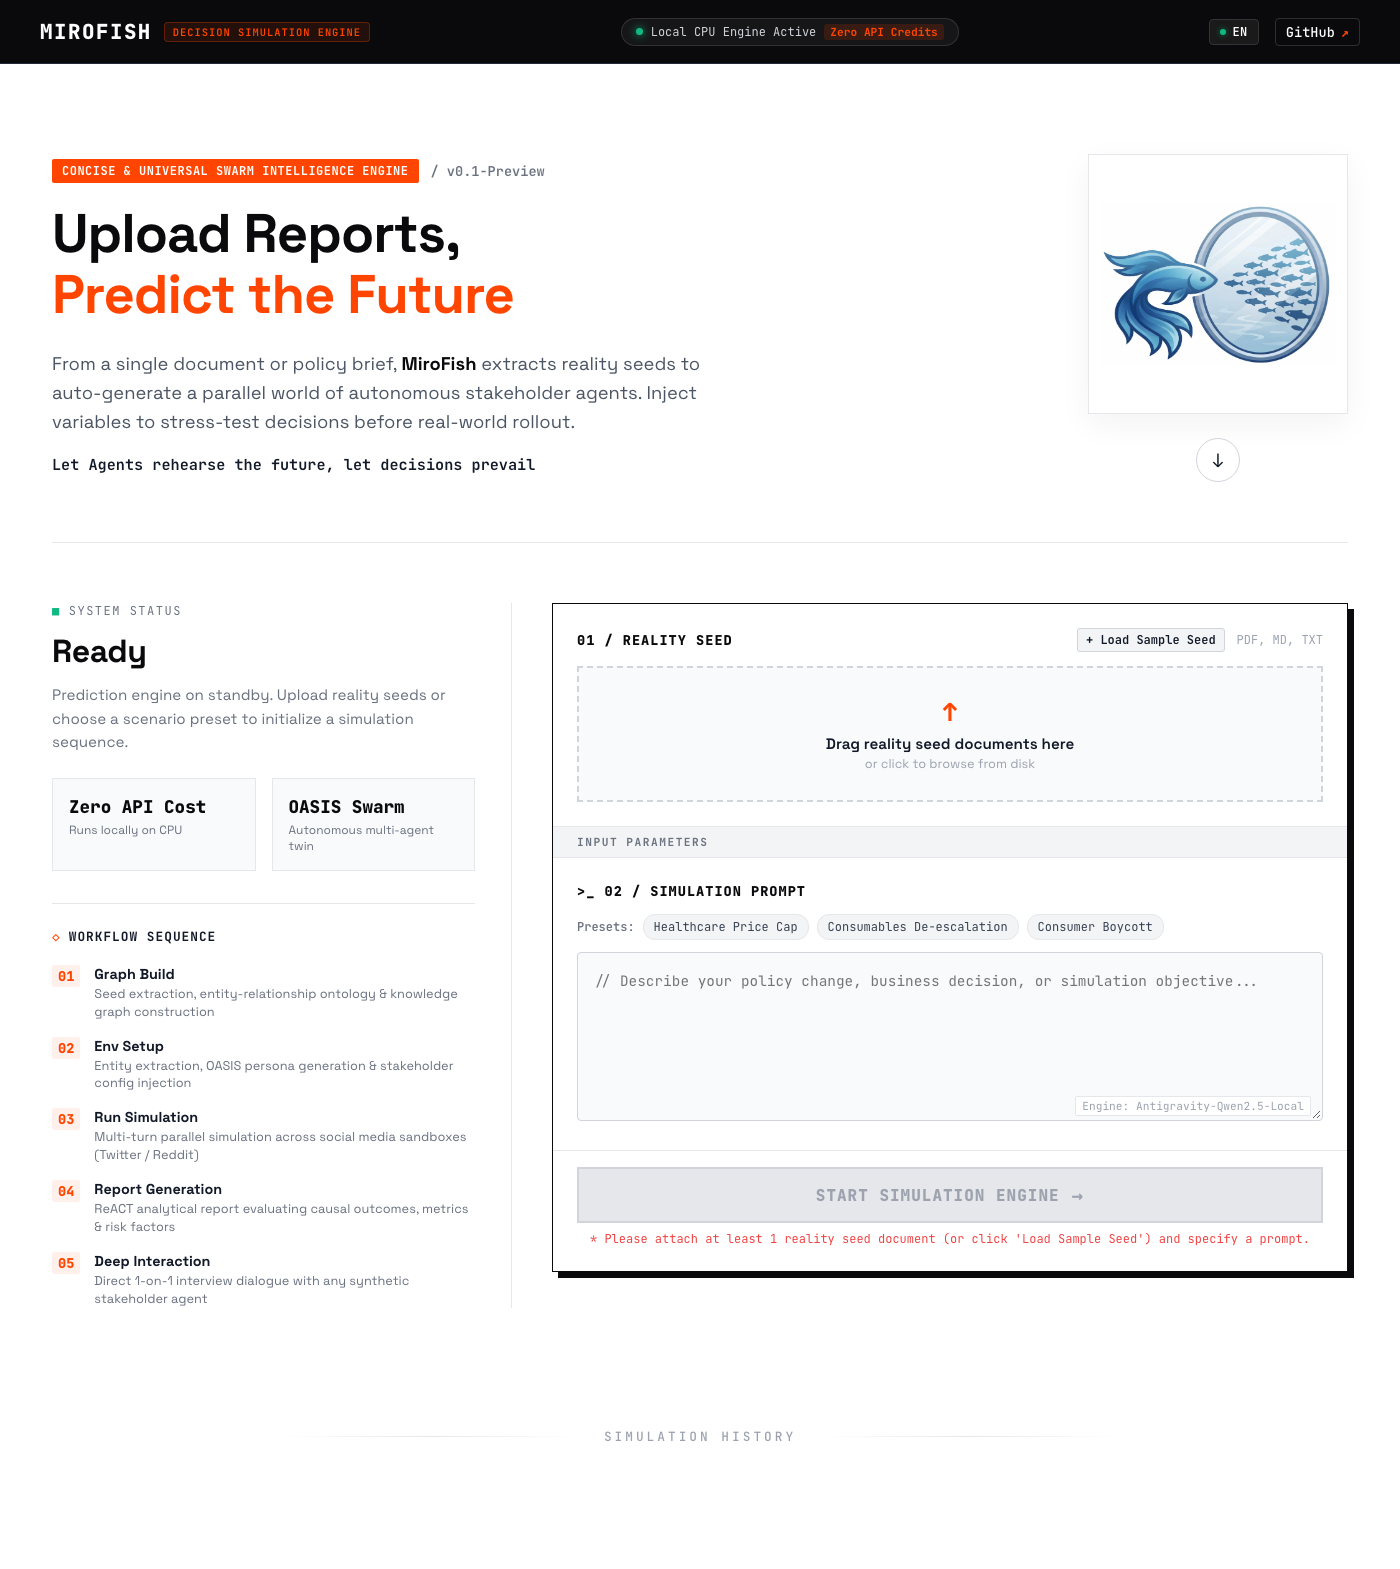 MIROFISH
DECISION SIMULATION ENGINE
Local CPU Engine Active Zero API Credits
EN
GitHub ↗
CONCISE & UNIVERSAL SWARM INTELLIGENCE ENGINE / v0.1-Preview
Upload Reports,
Predict the Future
From a single document or policy brief, MiroFish extracts reality seeds to
auto-generate a parallel world of autonomous stakeholder agents. Inject
variables to stress-test decisions before real-world rollout.
Let Agents rehearse the future, let decisions prevail
↓
■ SYSTEM STATUS
Ready
Prediction engine on standby. Upload reality seeds or
choose a scenario preset to initialize a simulation
sequence.
Zero API Cost
Runs locally on CPU
OASIS Swarm
Autonomous multi-agent
twin
◇ WORKFLOW SEQUENCE
01 Graph Build
Seed extraction, entity-relationship ontology & knowledge
graph construction
02 Env Setup
Entity extraction, OASIS persona generation & stakeholder
config injection
03 Run Simulation
Multi-turn parallel simulation across social media sandboxes
(Twitter / Reddit)
04 Report Generation
ReACT analytical report evaluating causal outcomes, metrics
& risk factors
05 Deep Interaction
Direct 1-on-1 interview dialogue with any synthetic
stakeholder agent
01 / REALITY SEED
+ Load Sample Seed PDF, MD, TXT
↑
Drag reality seed documents here
or click to browse from disk
INPUT PARAMETERS
>_ 02 / SIMULATION PROMPT
Presets: Healthcare Price Cap Consumables De-escalation Consumer Boycott
// Describe your policy change, business decision, or simulation objective...
Engine: Antigravity-Qwen2.5-Local
START SIMULATION ENGINE →
* Please attach at least 1 reality seed document (or click 'Load Sample Seed') and specify a prompt.
SIMULATION HISTORY